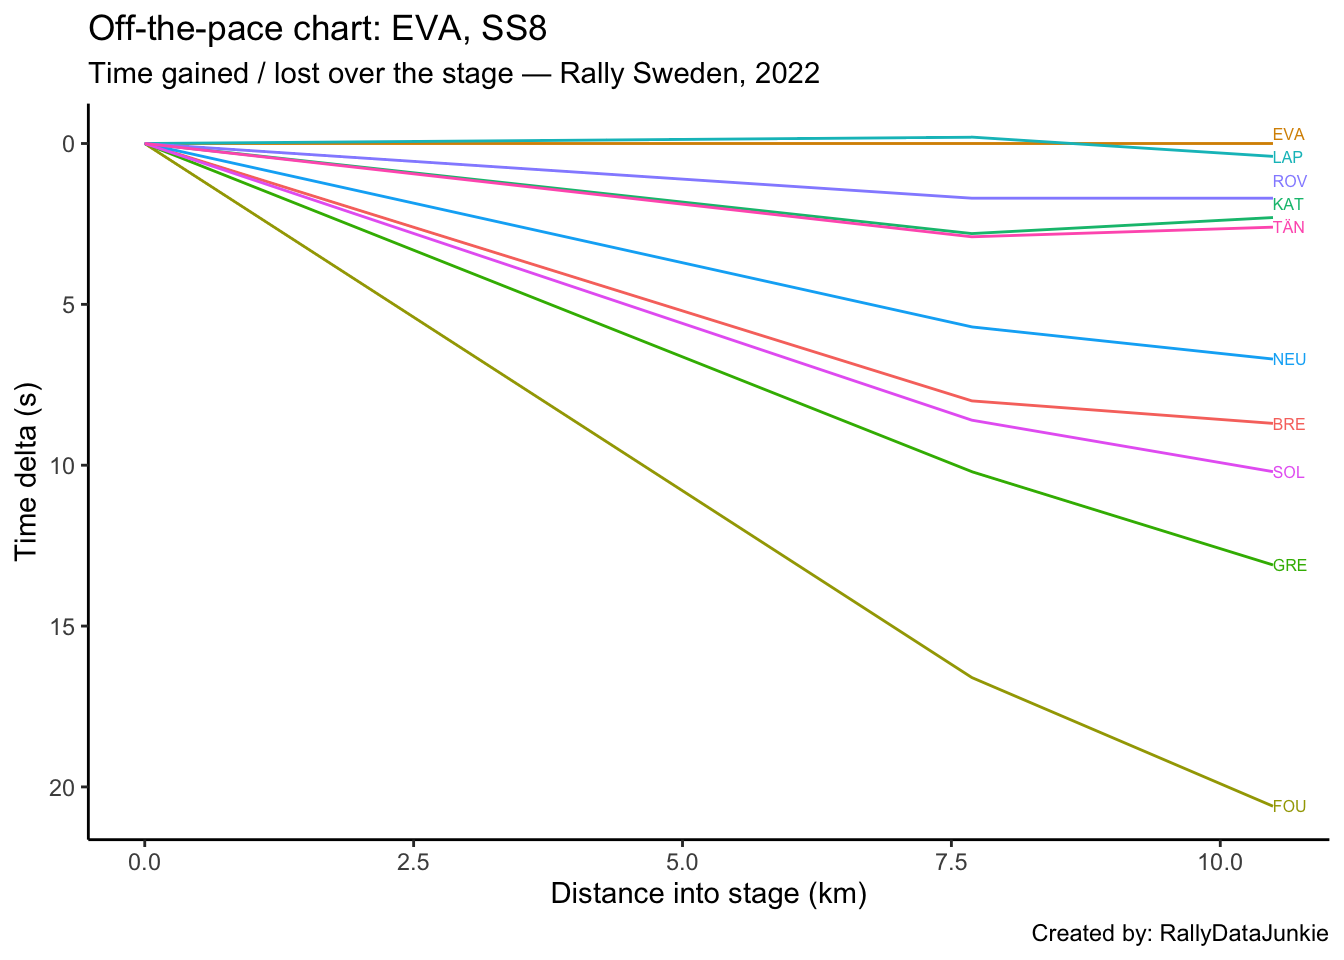 Off-the-pace chart: EVA, SS8
Time gained / lost over the stage — Rally Sweden, 2022
EVA
0
LAP
ROV
KAT
TÄN
5
NEU
Time delta (s)
BRE
10
SOL
GRE
15
20
FOU
0.0 2.5 5.0 7.5 10.0
Distance into stage (km)
Created by: RallyDataJunkie